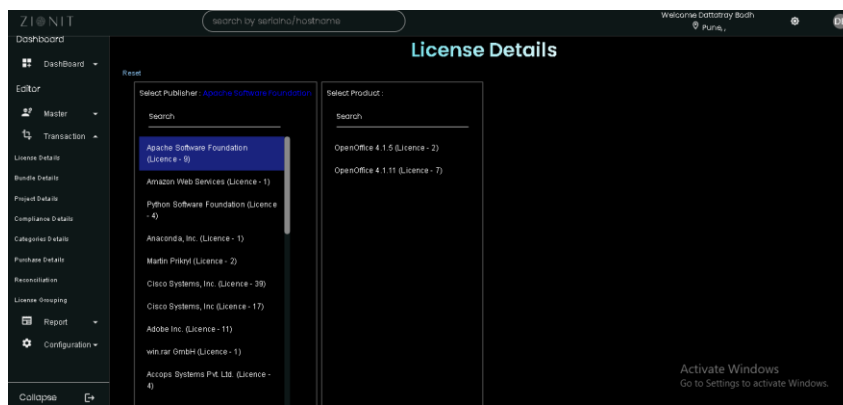 ZIONIT
search by serialno/hostname
Welcome Dattatray Bodh
Pune,,
Dashboard
DashBoard
Editor
Master
Transaction
License Details
Bundle Details
Project Details
Compliance Details
Categories Details
Purchase Details
Reconciliation
License Grouping
Report
Configuration
Collapse
License Details
Reset
Select Publisher : Apache Software Foundation
Search
Apache Software Foundation
(Licence - 9)
Amazon Web Services (Licence - 1)
Python Software Foundation (Licence
- 4)
Anaconda, Inc. (Licence - 1)
Martin Prikryl (Licence - 2)
Cisco Systems, Inc. (Licence - 39)
Cisco Systems, Inc (Licence - 17)
Adobe Inc. (Licence - 11)
win.rar GmbH (Licence - 1)
Accops Systems Pvt. Ltd. (Licence -
4)
Select Product :
Search
OpenOffice 4.1.5 (Licence - 2)
OpenOffice 4.1.11 (Licence - 7)
Activate Windows
Go to Settings to activate Windows.